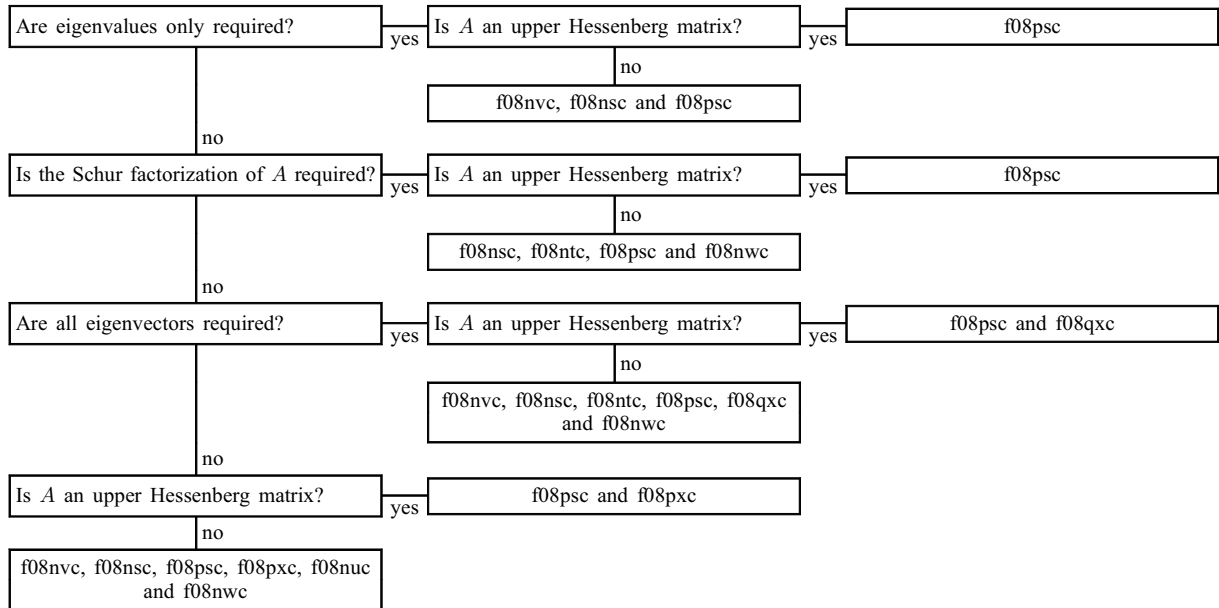 Are eigenvalues only required?
yes
Is A an upper Hessenberg matrix?
yes
f08psc
no
f08nvc, f08nsc and f08psc
no
Is the Schur factorization of A required?
yes
Is A an upper Hessenberg matrix?
yes
f08psc
no
f08nsc, f08ntc, f08psc and f08nwc
no
Are all eigenvectors required?
yes
Is A an upper Hessenberg matrix?
yes
f08psc and f08qxc
no
f08nvc, f08nsc, f08ntc, f08psc, f08qxc
and f08nwc
no
Is A an upper Hessenberg matrix?
yes
f08psc and f08pxc
no
f08nvc, f08nsc, f08psc, f08pxc, f08nuc
and f08nwc